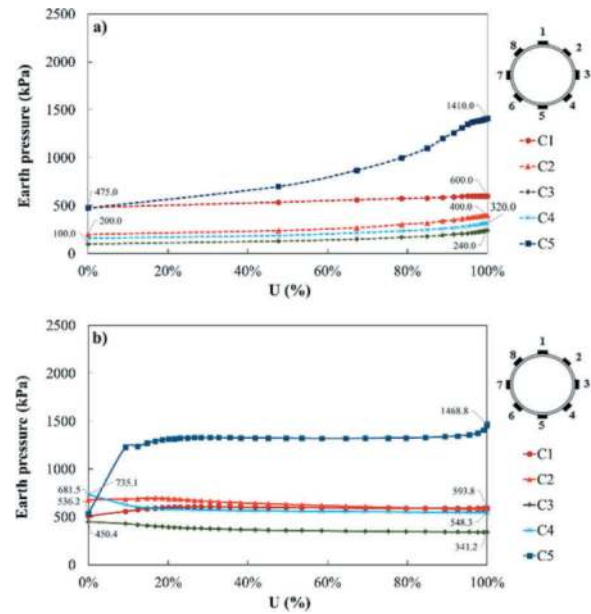 a)
2500
2000
1500
1000
500
0
Earth pressure (kPa)
475.0
200.0
100.0
1410.0
600.0
400.0
320.0
240.0
0% 20% 40% 60% 80% 100%
U (%)
1
8 2
7 3
6 4
5
C1
C2
C3
C4
C5
b)
2500
2000
1500
1000
500
0
Earth pressure (kPa)
681.5
536.2
735.1
450.4
1468.8
593.8
548.3
341.2
0% 20% 40% 60% 80% 100%
U (%)
1
8 2
7 3
6 4
5
C1
C2
C3
C4
C5